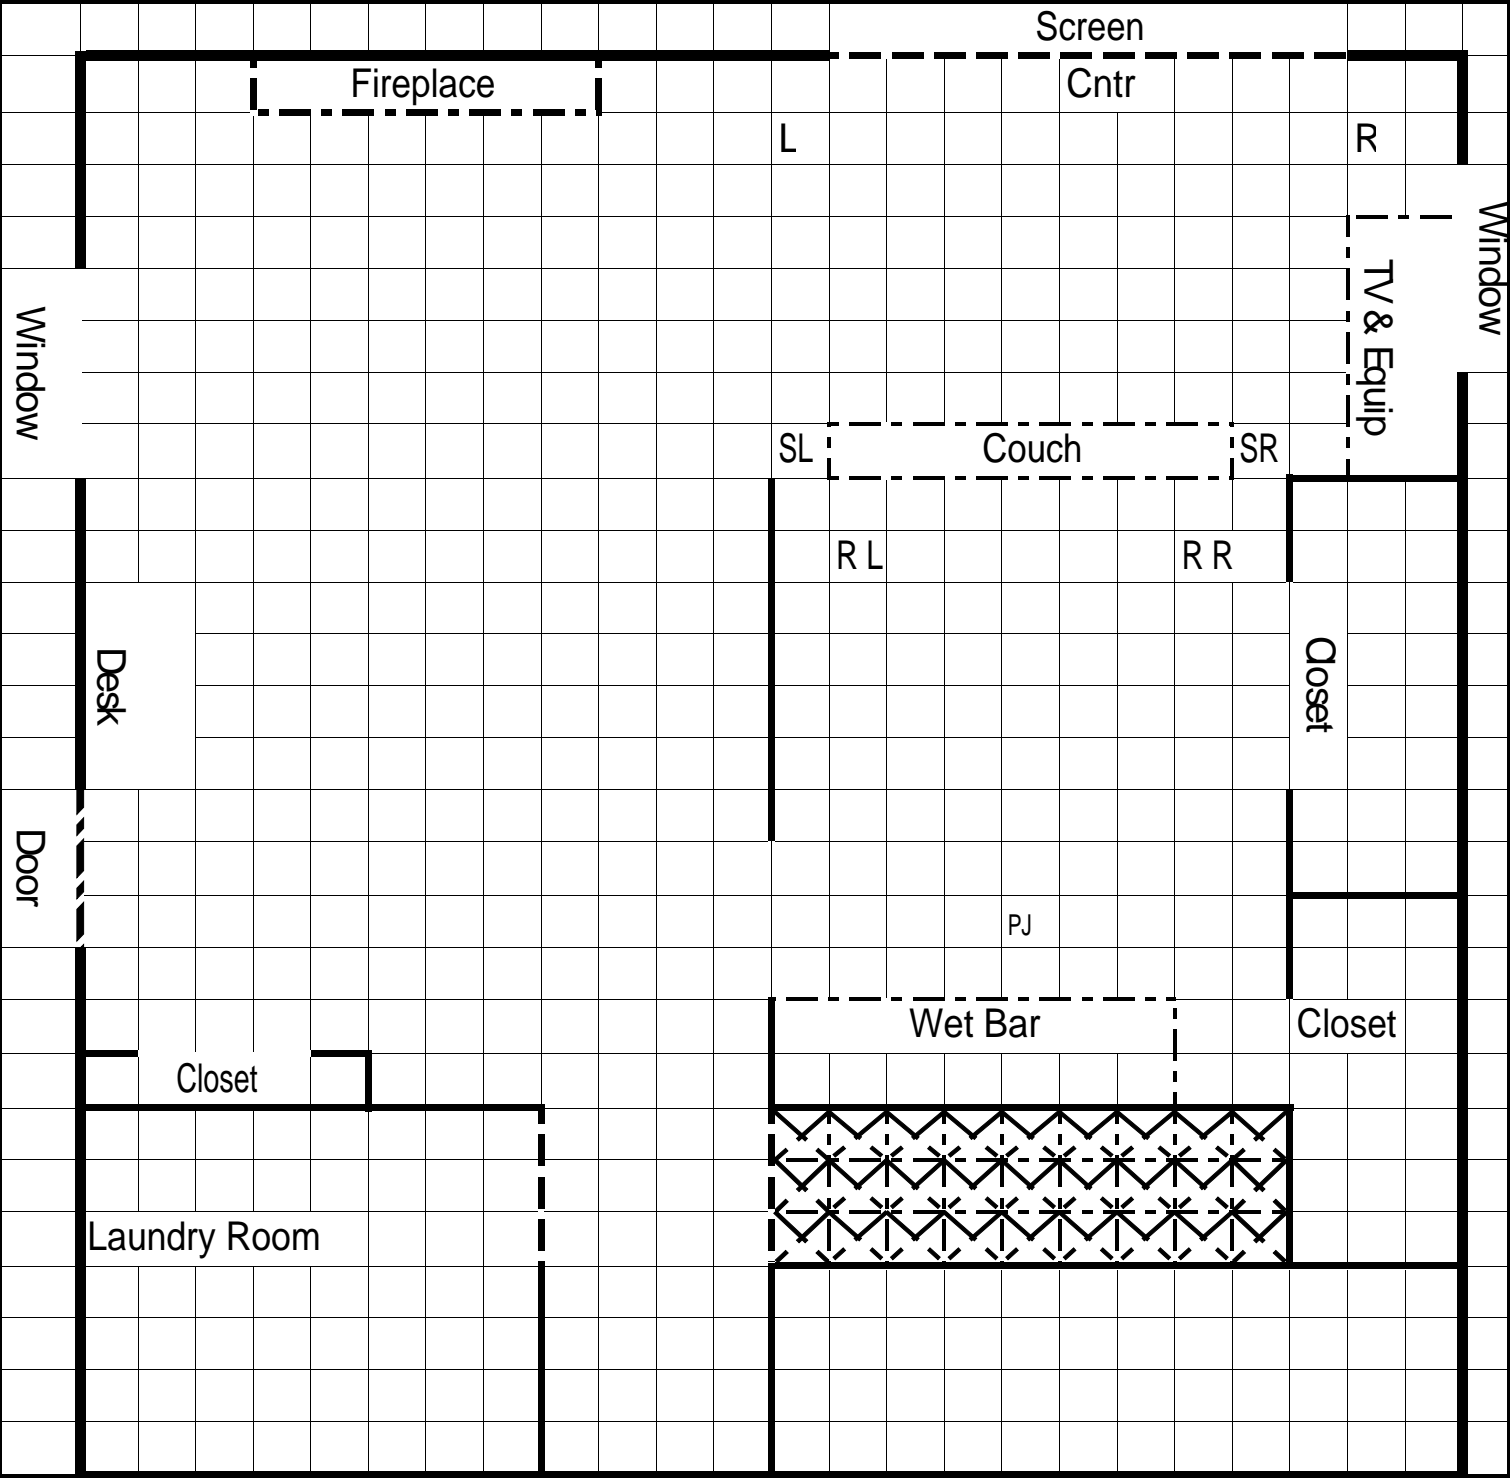 Screen
Fireplace
Cntr
L
R
Window
Window
TV & Equip
SL
Couch
SR
R L
R R
Desk
Closet
Door
PJ
Wet Bar
Closet
Closet
Laundry Room